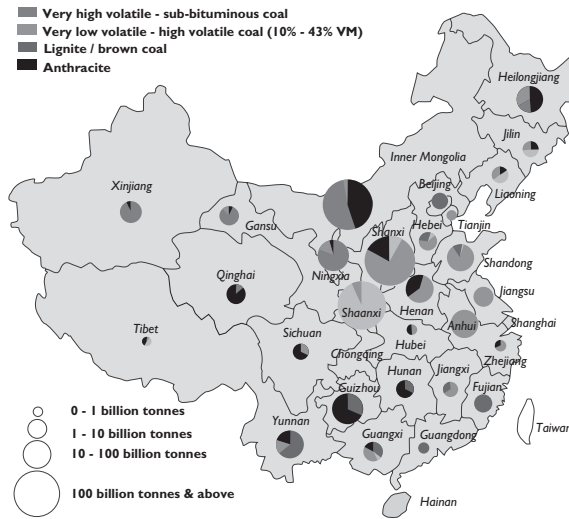 Very high volatile - sub-bituminous coal
Very low volatile - high volatile coal (10% - 43% VM)
Lignite / brown coal
Anthracite
Heilongjiang
Jilin
Inner Mongolia
Liaoning
Beijing
Xinjiang
Gansu
Hebei
Tianjin
Shanxi
Ningxia
Shandong
Qinghai
Jiangsu
Shaanxi
Henan
Anhui
Shanghai
Tibet
Sichuan
Hubei
Chongqing
Zhejiang
Hunan
Jiangxi
Guizhou
Fujian
0 - 1 billion tonnes
Yunnan
1 - 10 billion tonnes
Guangxi
Guangdong
Taiwan
10 - 100 billion tonnes
100 billion tonnes & above
Hainan